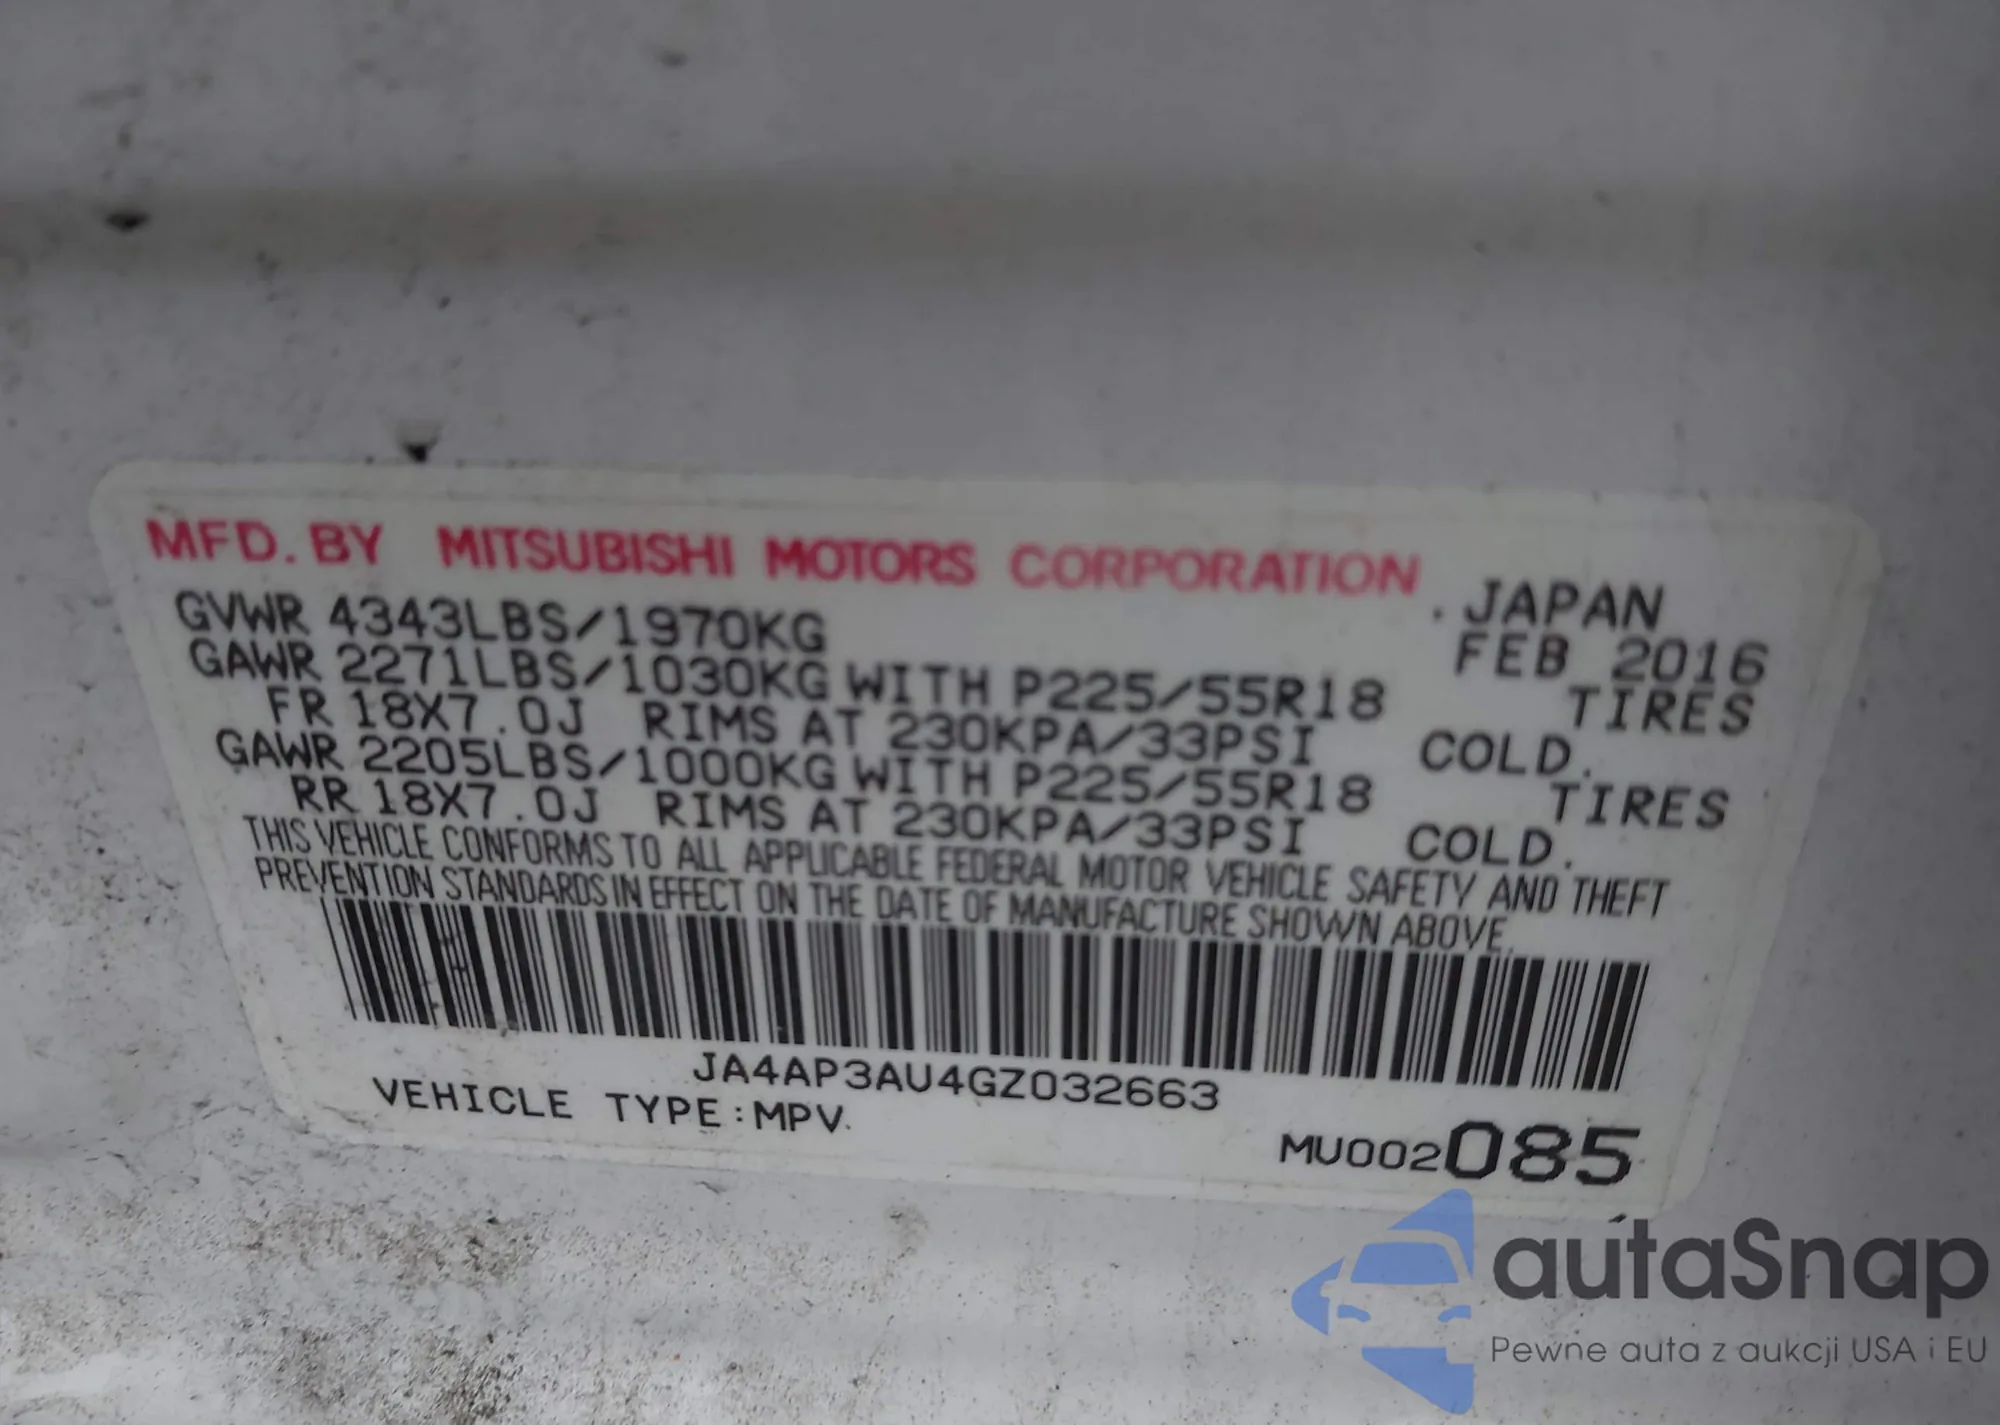 MFD. BY MITSUBISHI MOTORS CORPORATION
. JAPAN
GVWR 4343LBS/1970KG FEB 2016
GAWR 2271LBS/1030KG WITH P225/55R18 TIRES
FR 18X7.0J RIMS AT 230KPA/33PSI COLD.
GAWR 2205LBS/1000KG WITH P225/55R18 TIRES
RR 18X7.0J RIMS AT 230KPA/33PSI COLD.
THIS VEHICLE CONFORMS TO ALL APPLICABLE FEDERAL MOTOR VEHICLE SAFETY AND THEFT
PREVENTION STANDARDS IN EFFECT ON THE DATE OF MANUFACTURE SHOWN ABOVE.
JA4AP3AU4GZ032663
VEHICLE TYPE:MPV.
MU002085
autaSnap
Pewne auta z aukcji USA i EU